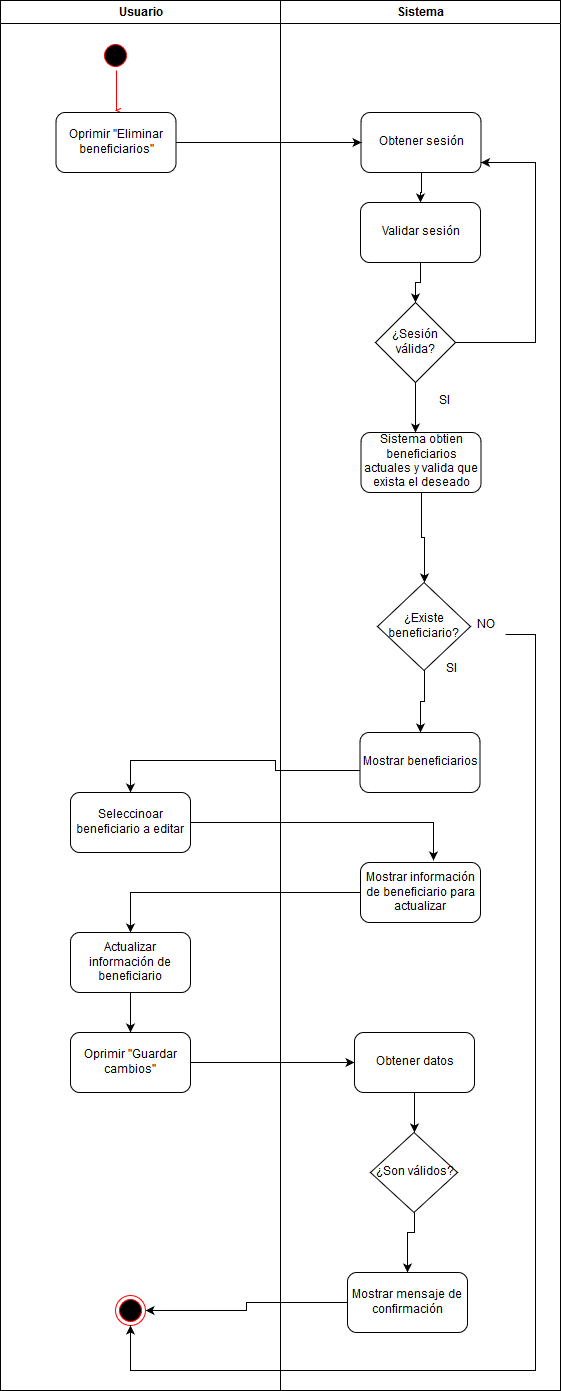 Usuario
Sistema
Oprimir "Eliminar
beneficiarios"
Obtener sesión
Validar sesión
¿Sesión
válida?
SI
Sistema obtien
beneficiarios
actuales y valida que
exista el deseado
¿Existe
beneficiario?
NO
SI
Mostrar beneficiarios
Seleccinoar
beneficiario a editar
Mostrar información
de beneficiario para
actualizar
Actualizar
información de
beneficiario
Oprimir "Guardar
cambios"
Obtener datos
¿Son válidos?
Mostrar mensaje de
confirmación